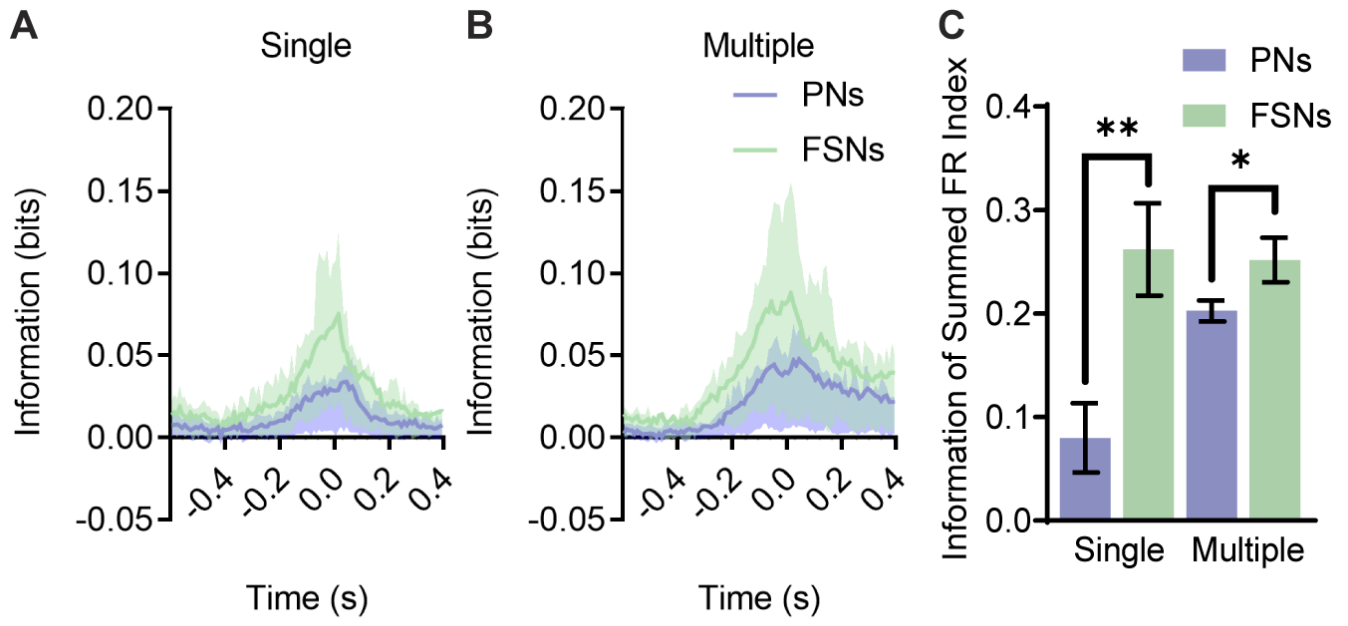 A
Single
Information (bits)
0.20
0.15
0.10
0.05
0.00
-0.05
-0.4
-0.2
0.0
0.2
0.4
Time (s)
B
Multiple
PNs
FSNs
Information (bits)
0.20
0.15
0.10
0.05
0.00
-0.05
-0.4
-0.2
0.0
0.2
0.4
Time (s)
C
PNs
FSNs
Information of Summed FR Index
0.4
0.3
0.2
0.1
0.0
**
*
Single
Multiple